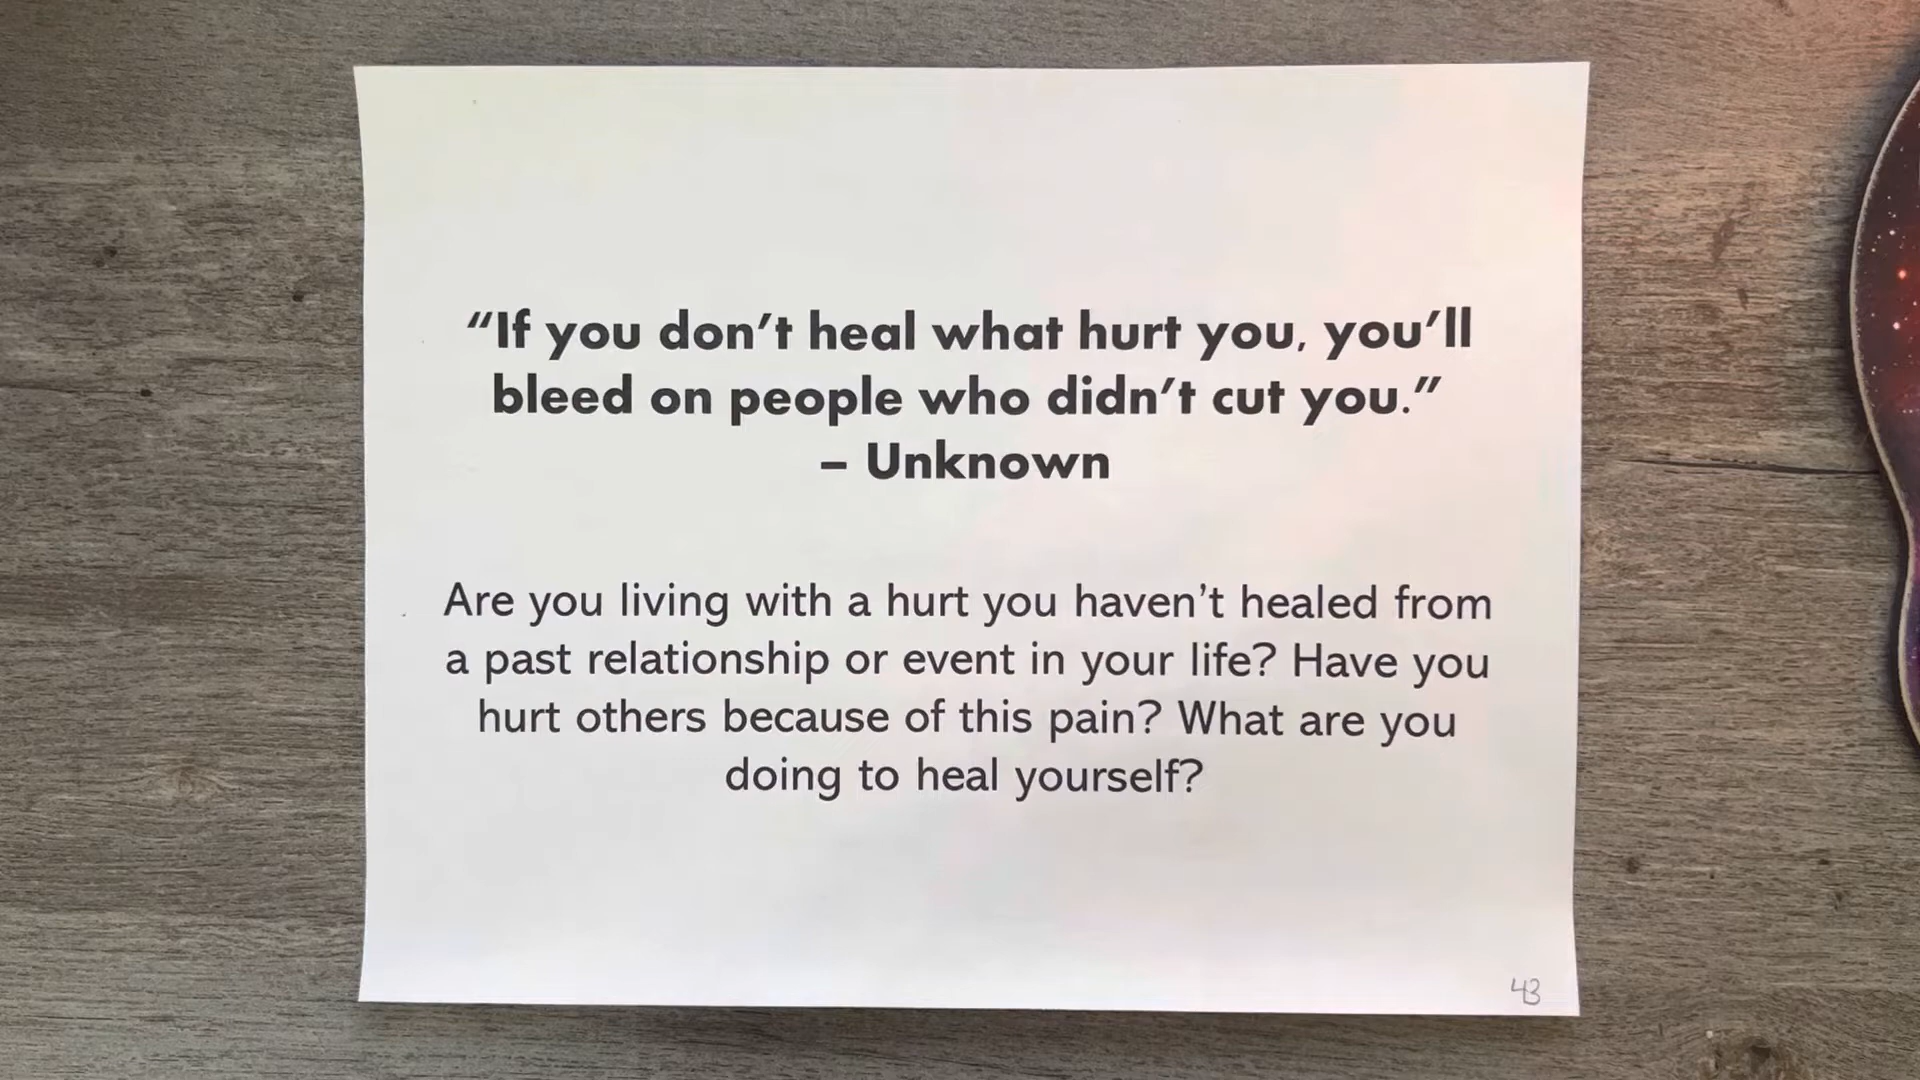 “If you don’t heal what hurt you, you’ll
bleed on people who didn’t cut you.”
– Unknown
Are you living with a hurt you haven’t healed from
a past relationship or event in your life? Have you
hurt others because of this pain? What are you
doing to heal yourself?
43